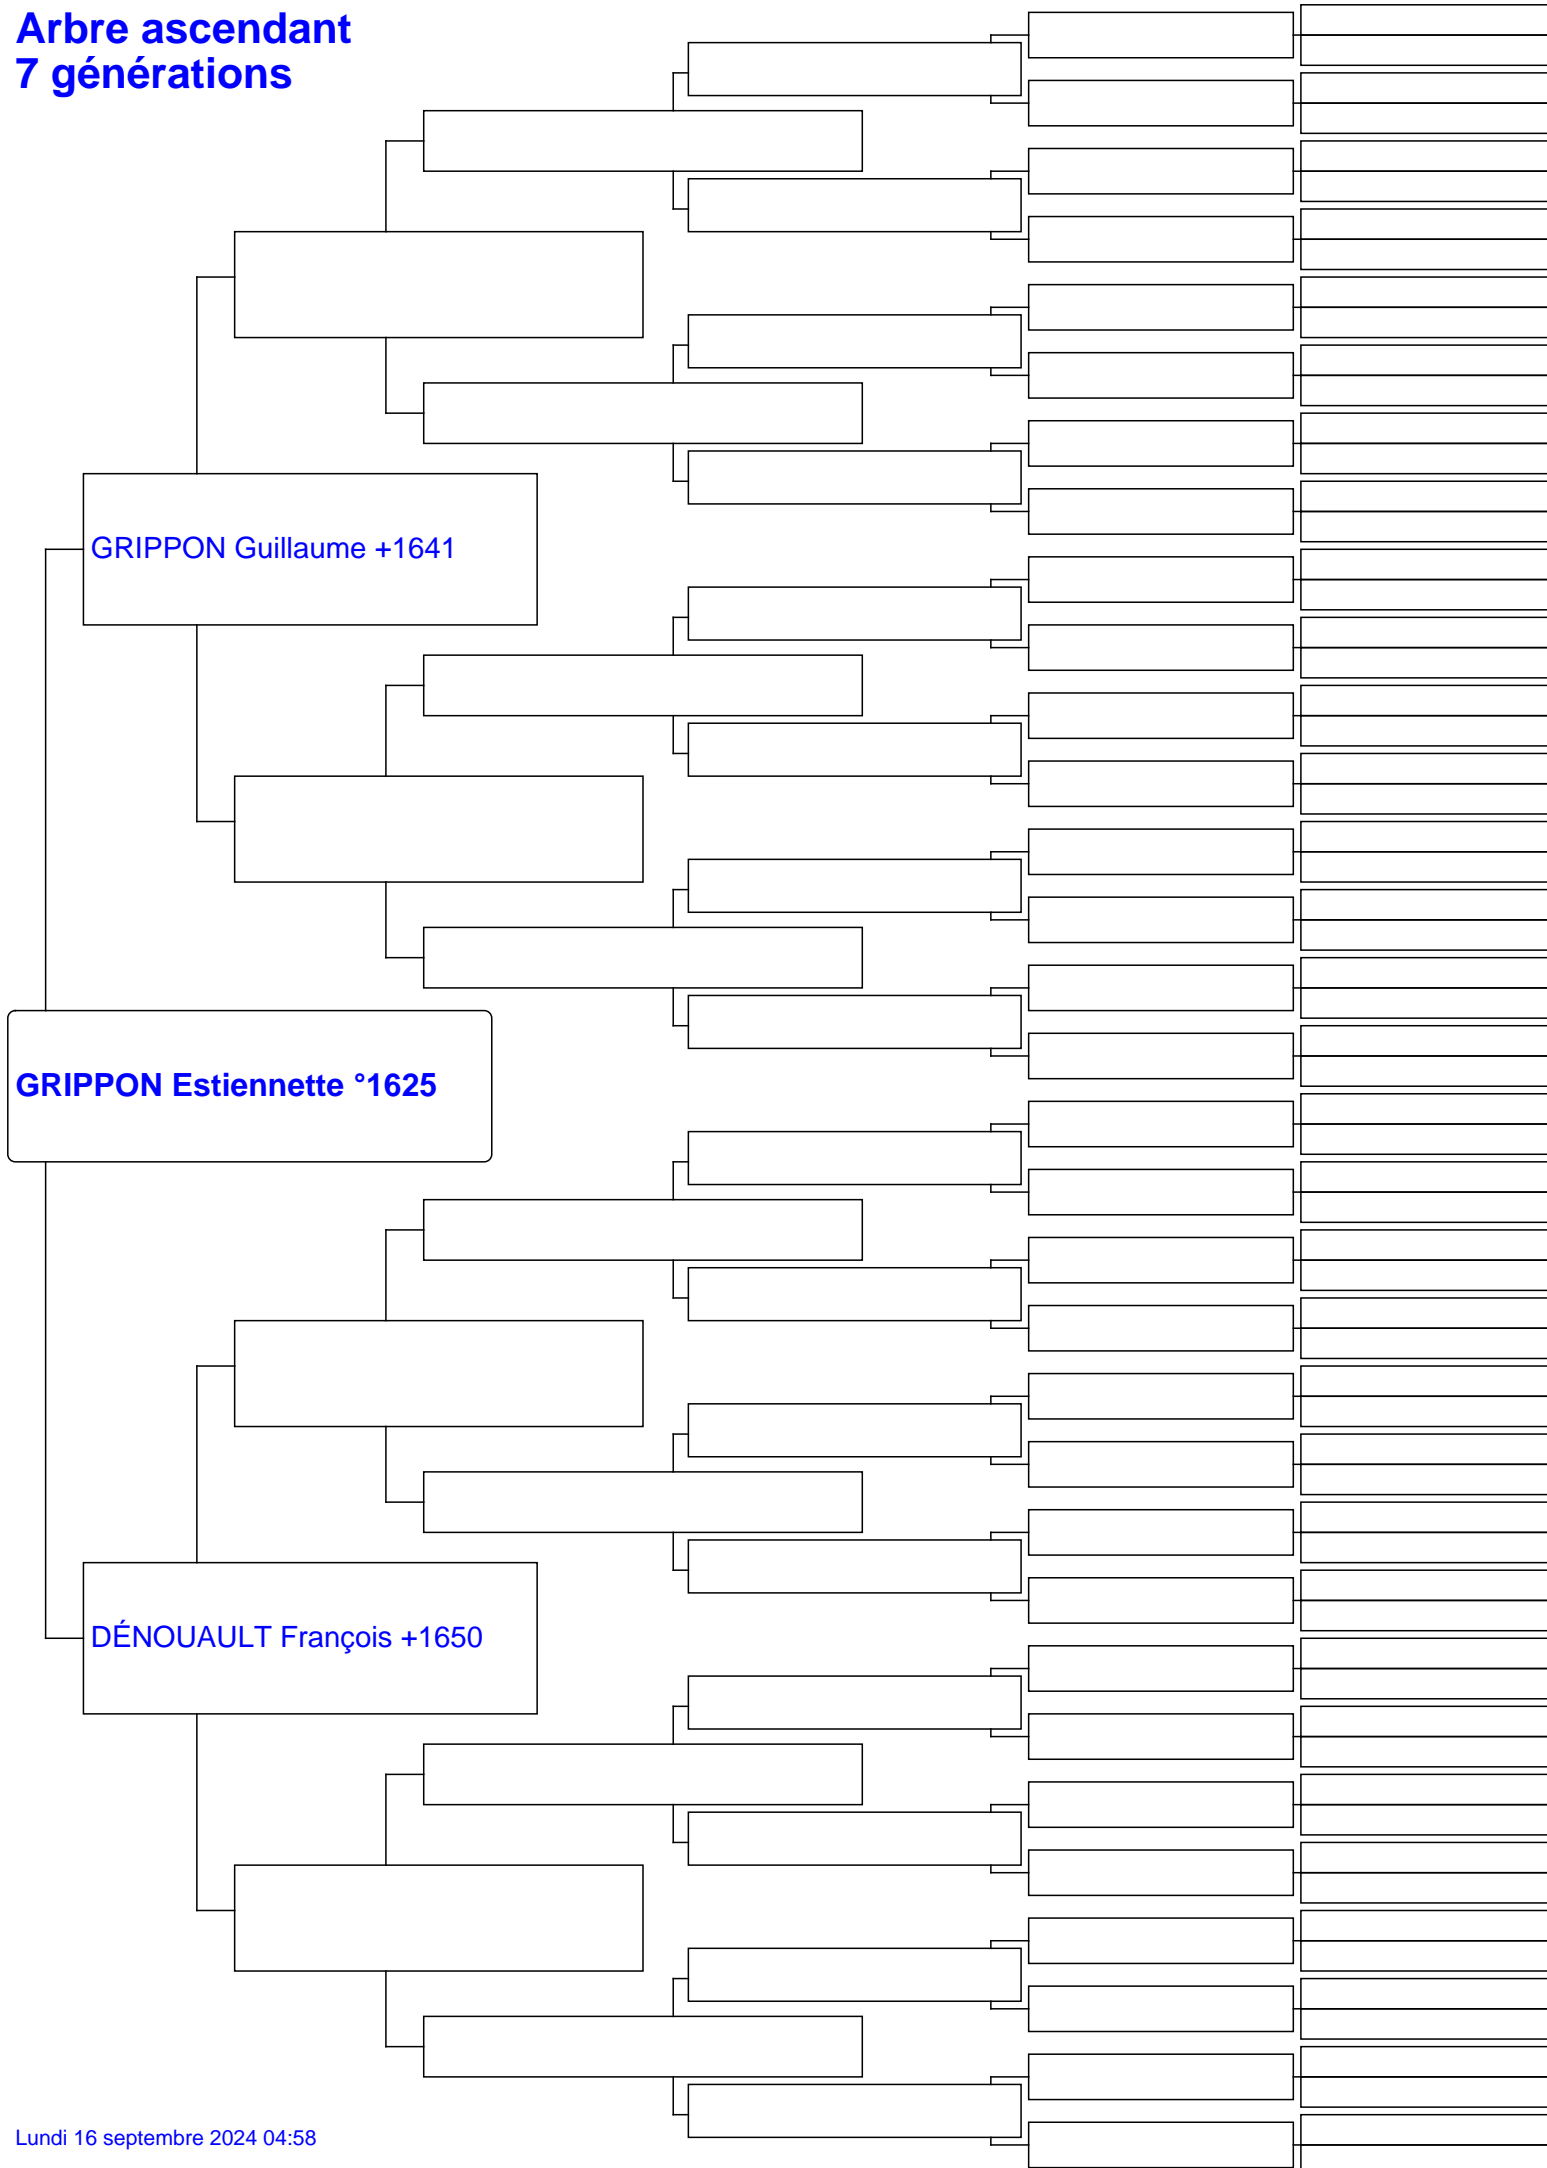 Arbre ascendant
7 générations
GRIPPON Guillaume +1641
GRIPPON Estiennette °1625
DÉNOUAULT François +1650
Lundi 16 septembre 2024 04:58